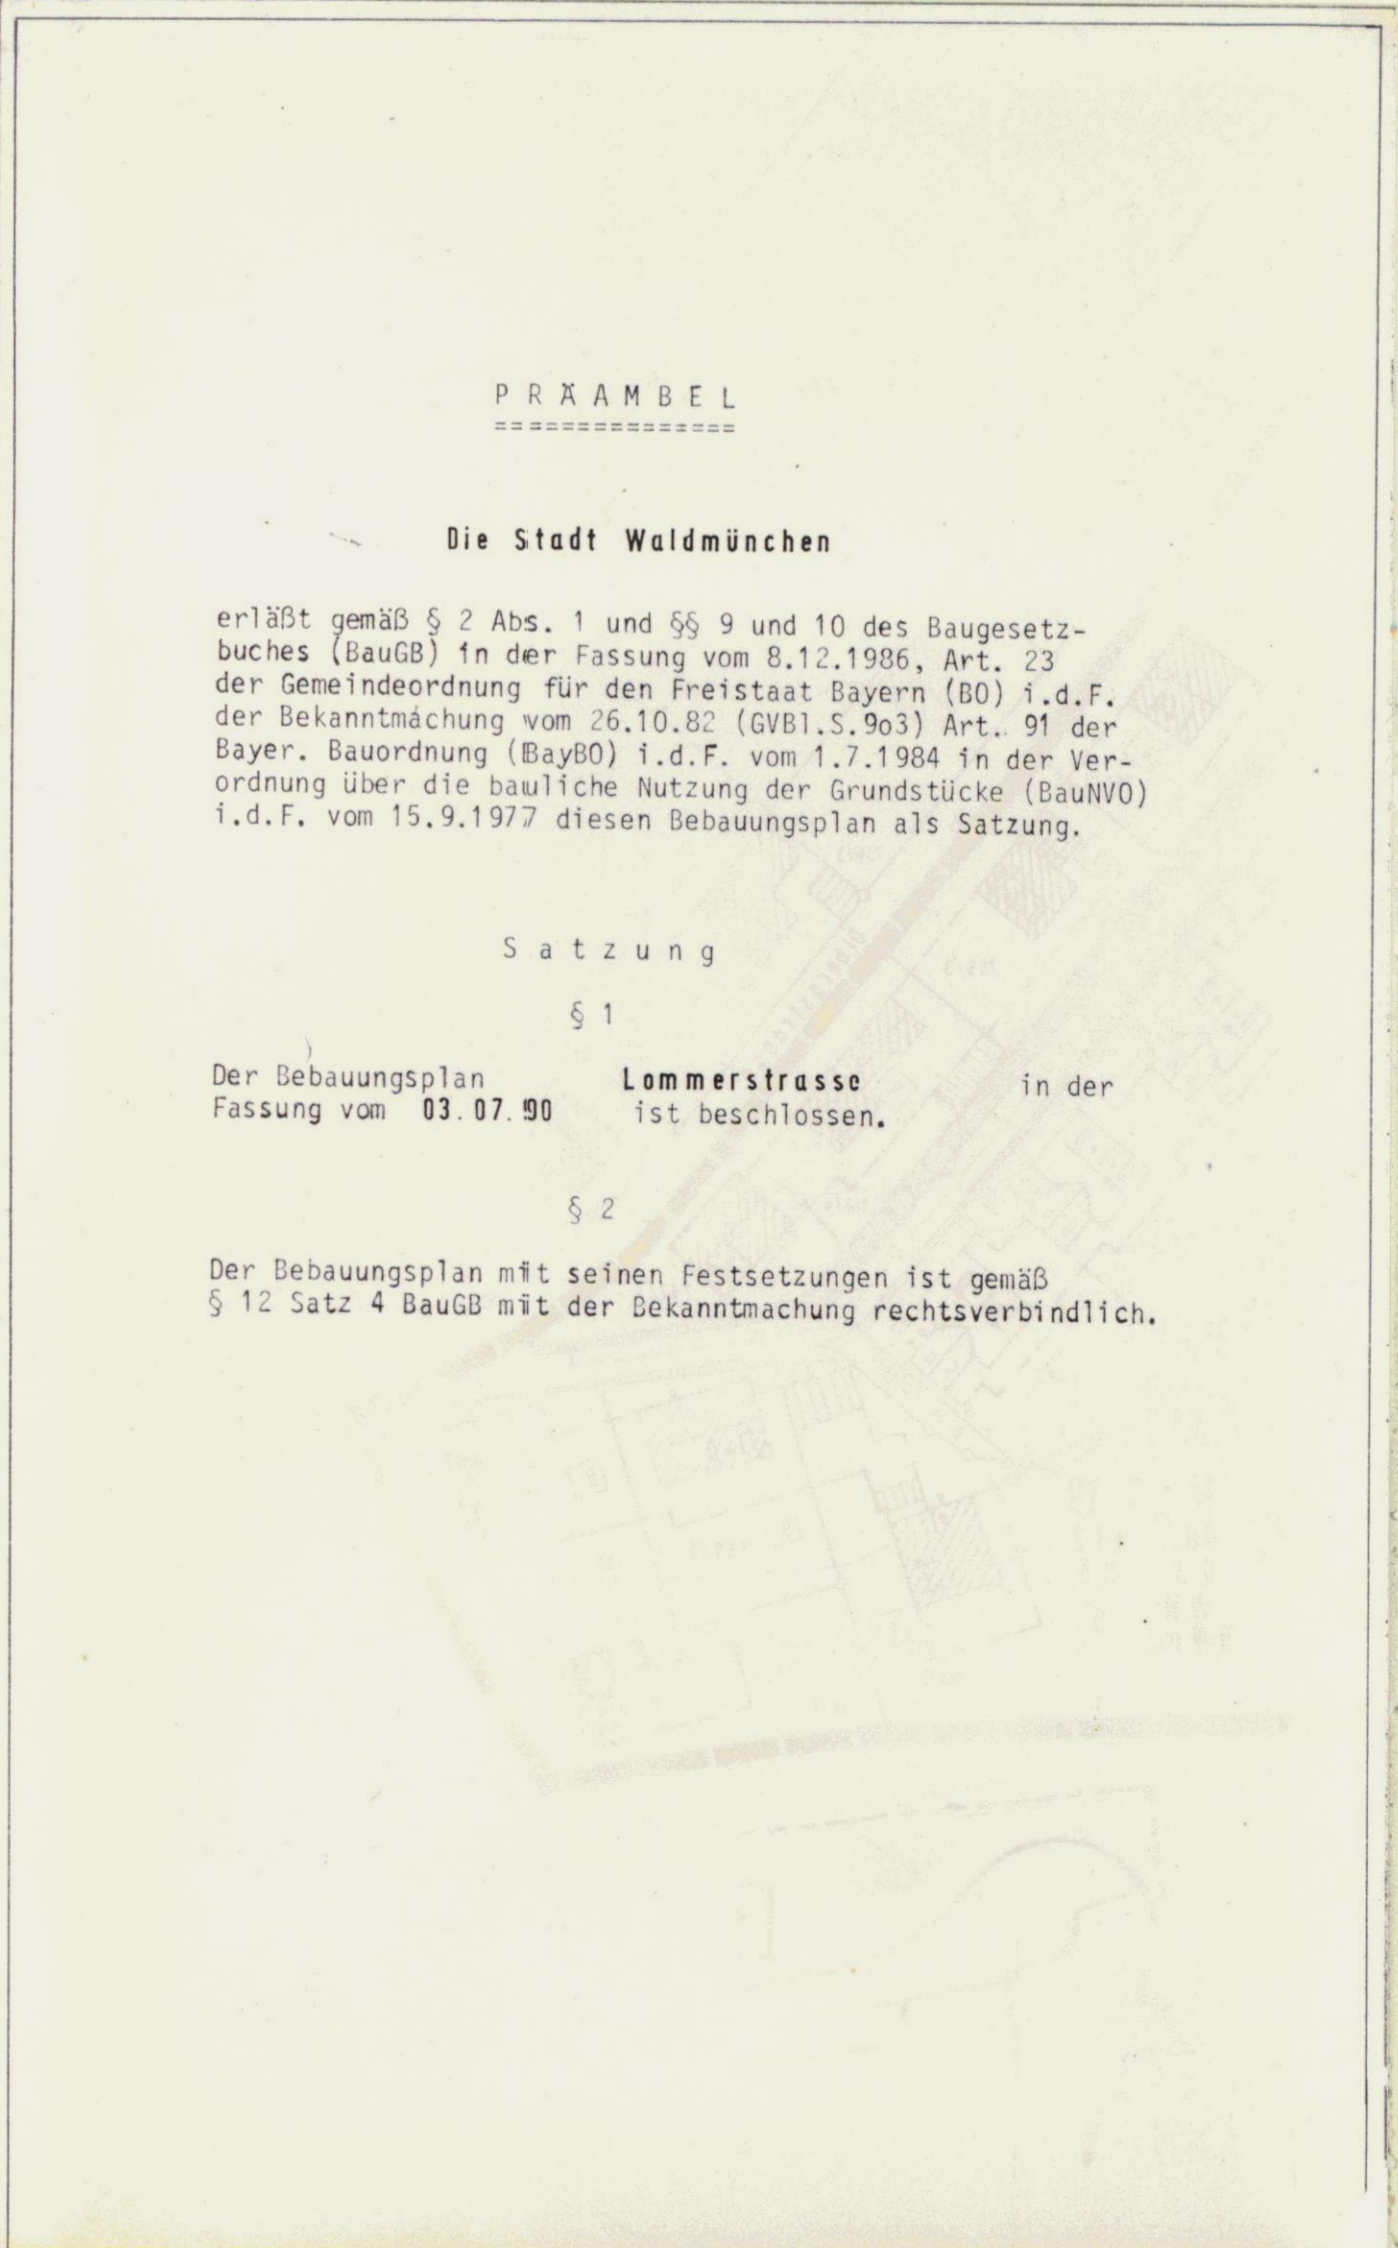 PRÄAMBEL
===============
Die Stadt Waldmünchen
erläßt gemäß § 2 Abs. 1 und §§ 9 und 10 des Baugesetz-
buches (BauGB) in der Fassung vom 8.12.1986, Art. 23
der Gemeindeordnung für den Freistaat Bayern (BO) i.d.F.
der Bekanntmachung vom 26.10.82 (GVBl.S.9o3) Art. 91 der
Bayer. Bauordnung (BayBO) i.d.F. vom 1.7.1984 in der Ver-
ordnung über die bauliche Nutzung der Grundstücke (BauNVO)
i.d.F. vom 15.9.1977 diesen Bebauungsplan als Satzung.
Satzung
§ 1
Der Bebauungsplan Lommerstrasse in der
Fassung vom 03.07.90 ist beschlossen.
§ 2
Der Bebauungsplan mit seinen Festsetzungen ist gemäß
§ 12 Satz 4 BauGB mit der Bekanntmachung rechtsverbindlich.